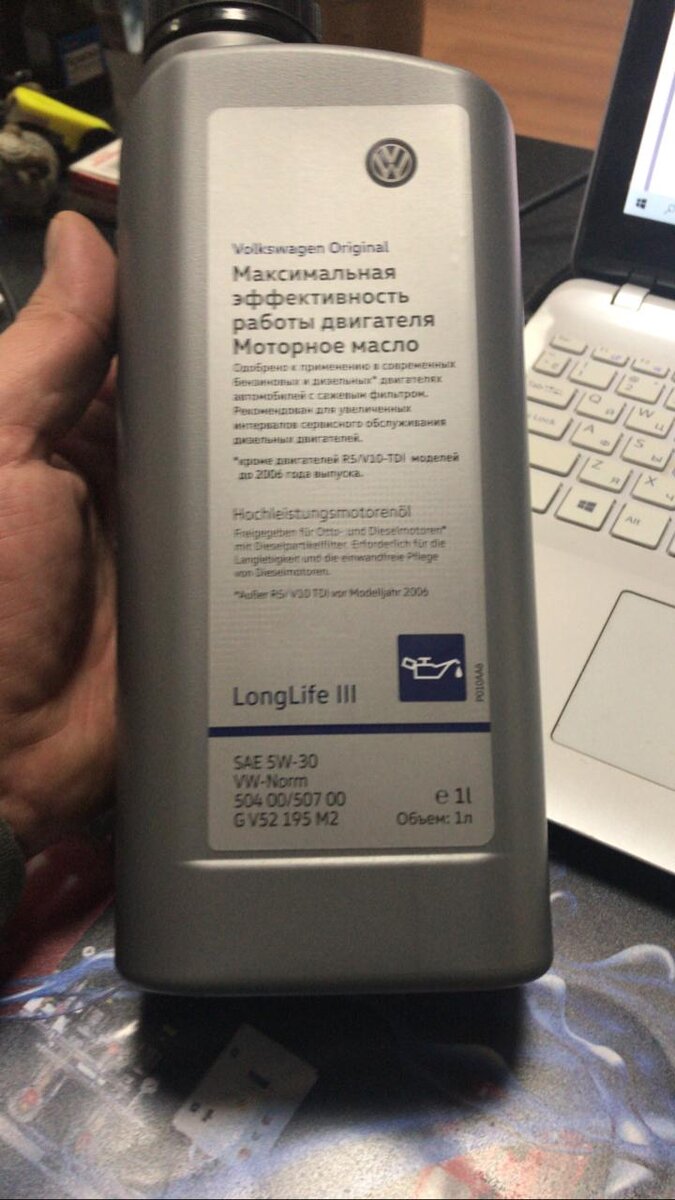 Volkswagen Original
Максимальная
эффективность
работы двигателя
Моторное масло
Одобрено к применению в современных
бензиновых и дизельных* двигателях
автомобилей с сажевым фильтром.
Рекомендован для увеличенных
интервалов сервисного обслуживания
дизельных двигателей.
*кроме двигателей R5/V10-TDI моделей
до 2006 года выпуска.
Hochleistungsmotorenöl
Freigegeben für Otto- und Dieselmotoren*
mit Dieselpartikelfilter. Erforderlich für die
Langlebigkeit und die einwandfreie Pflege
von Dieselmotoren.
*Außer R5/ V10 TDI vor Modelljahr 2006
LongLife III
P010AA8
SAE 5W-30
VW-Norm
504 00/507 00
G V52 195 M2
e 1l
Объем: 1л
Q W
Й Ц
A S
Ф Ы
Z X
Я Ч
Alt